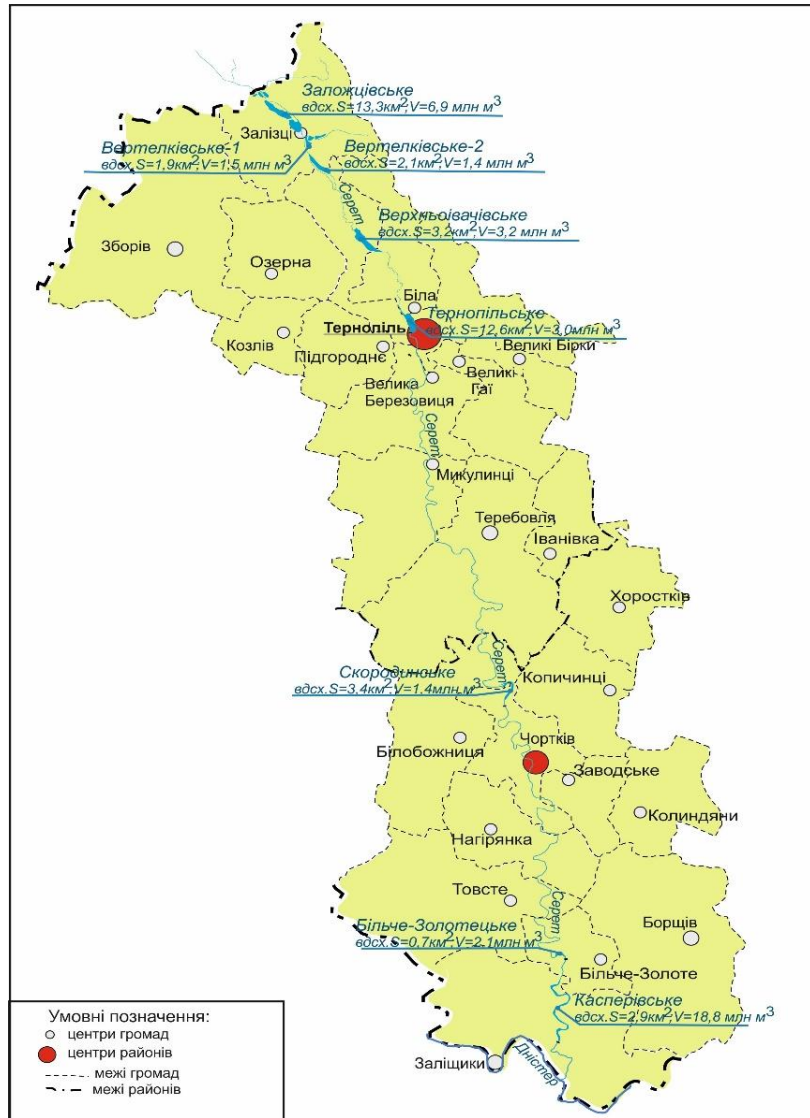 Заложцівське
вдсх.S=13,3км²,V=6,9 млн м³
Залізці
Вертелківське-1
вдсх.S=1,9км²,V=1,5 млн м³
Вертелківське-2
вдсх.S=2,1км²,V=1,4 млн м³
Серет
Верхньоівачівське
вдсх.S=3,2км²,V=3,2 млн м³
Зборів
Озерна
Біла
Тернопільське
вдсх.S=12,6км²,V=3,0млн м³
Тернопіль
Козлів
Підгороднє
Великі Бірки
Великі
Гаї
Велика
Березовиця
Серет
Микулинці
Теребовля
Іванівка
Хоростків
Серет
Скородинське
вдсх.S=3,4км²,V=1,4млн м³
Копичинці
Чортків
Білобожниця
Заводське
Колиндяни
Нагірянка
Товсте
Серет
Більче-Золотецьке
вдсх.S=0,7км²,V=2,1млн м³
Борщів
Більче-Золоте
Касперівське
вдсх.S=2,9км²,V=18,8 млн м³
Заліщики
Дністер
Умовні позначення:
центри громад
центри районів
межі громад
межі районів